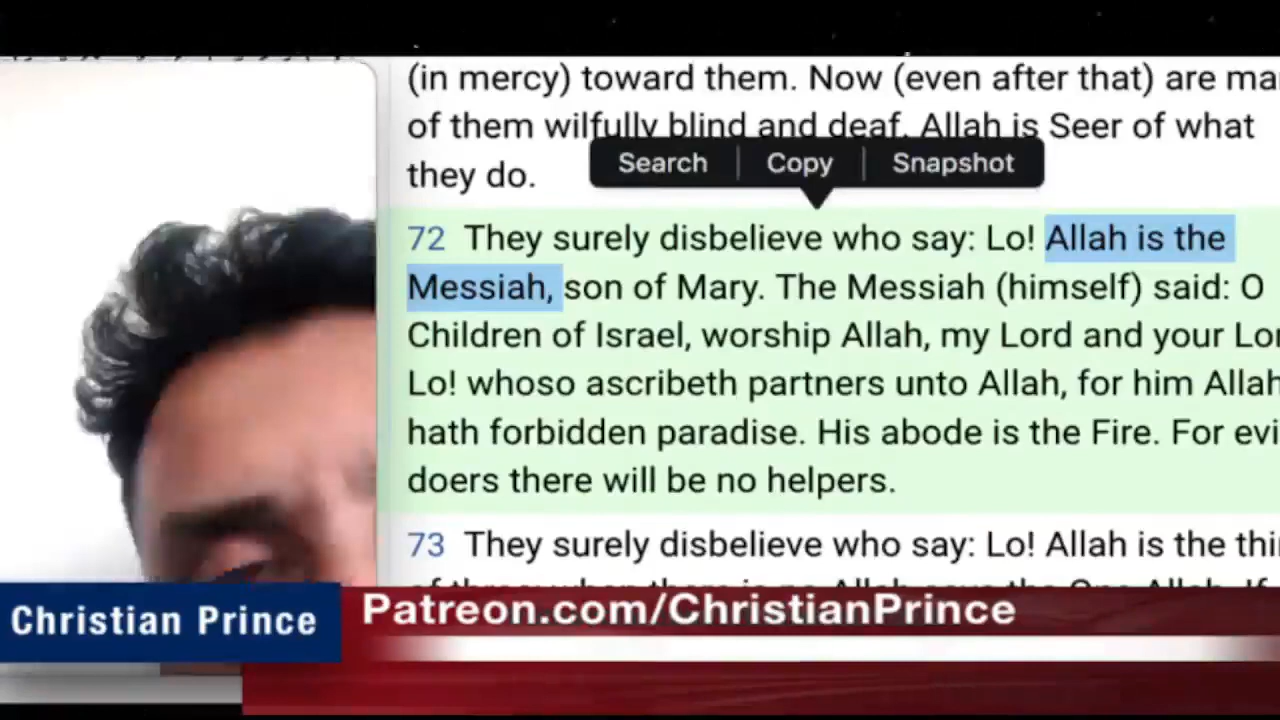 (in mercy) toward them. Now (even after that) are
of them wilfully blind and deaf. Allah is Seer of what
they do.
Search
Copy
Snapshot
72 They surely disbelieve who say: Lo! Allah is the
Messiah, son of Mary. The Messiah (himself) said: O
Children of Israel, worship Allah, my Lord and your
Lo! whoso ascribeth partners unto Allah, for him Allah
hath forbidden paradise. His abode is the Fire. For
doers there will be no helpers.
73 They surely disbelieve who say: Lo! Allah is the
Christian Prince
Patreon.com/ChristianPrince